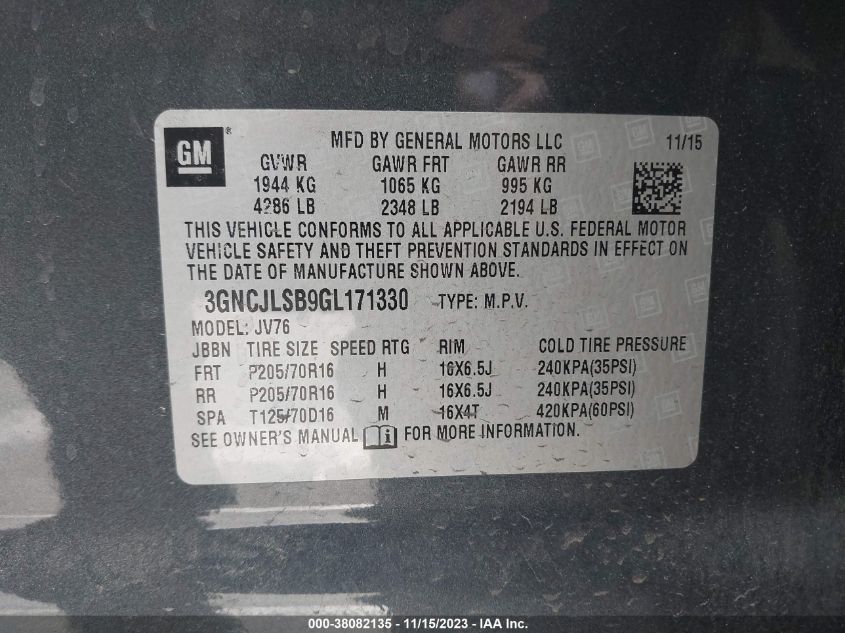 GM ®
MFD BY GENERAL MOTORS LLC 11/15
GVWR GAWR FRT GAWR RR
1944 KG 1065 KG 995 KG
4286 LB 2348 LB 2194 LB
THIS VEHICLE CONFORMS TO ALL APPLICABLE U.S. FEDERAL MOTOR
VEHICLE SAFETY AND THEFT PREVENTION STANDARDS IN EFFECT ON
THE DATE OF MANUFACTURE SHOWN ABOVE.
3GNCJLSB9GL171330 TYPE: M.P.V.
MODEL: JV76
JBBN TIRE SIZE SPEED RTG RIM COLD TIRE PRESSURE
FRT P205/70R16 H 16X6.5J 240KPA(35PSI)
RR P205/70R16 H 16X6.5J 240KPA(35PSI)
SPA T125/70D16 M 16X4T 420KPA(60PSI)
SEE OWNER'S MANUAL FOR MORE INFORMATION.
000-38082135 - 11/15/2023 - IAA Inc.